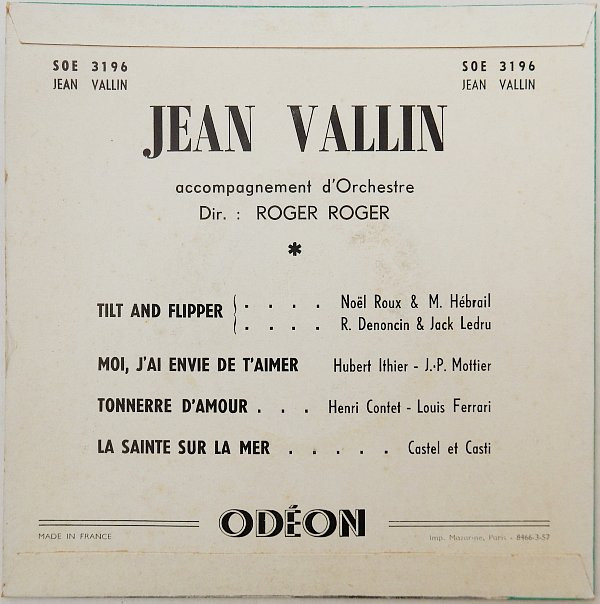 SOE 3196 SOE 3196
JEAN VALLIN JEAN VALLIN
JEAN VALLIN
accompagnement d'Orchestre
Dir. : ROGER ROGER
*
TILT AND FLIPPER { . . . . Noël Roux & M. Hébrail
. . . . R. Denoncin & Jack Ledru
MOI, J'AI ENVIE DE T'AIMER Hubert Ithier - J.-P. Mottier
TONNERRE D'AMOUR . . . Henri Contet - Louis Ferrari
LA SAINTE SUR LA MER . . . . . Castel et Casti
ODÉON
MADE IN FRANCE Imp. Mazarine, Paris - 8466-3-57